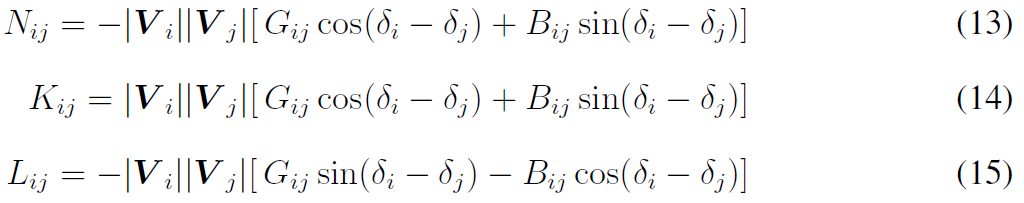 N_{ij} = -|V_i||V_j|[G_{ij} cos(δ_i − δ_j) + B_{ij} sin(δ_i − δ_j)] (13)
K_{ij} = |V_i||V_j|[G_{ij} cos(δ_i − δ_j) + B_{ij} sin(δ_i − δ_j)] (14)
L_{ij} = -|V_i||V_j|[G_{ij} sin(δ_i − δ_j) − B_{ij} cos(δ_i − δ_j)] (15)